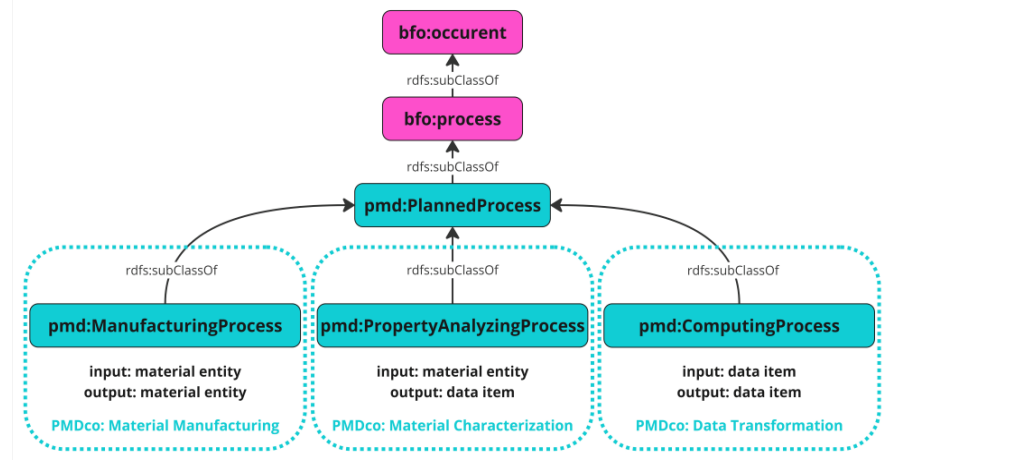 bfo:occurent
rdfs:subClassOf
bfo:process
rdfs:subClassOf
pmd:PlannedProcess
rdfs:subClassOf
rdfs:subClassOf
rdfs:subClassOf
pmd:ManufacturingProcess
pmd:PropertyAnalyzingProcess
pmd:ComputingProcess
input: material entity
output: material entity
input: material entity
output: data item
input: data item
output: data item
PMDco: Material Manufacturing
PMDco: Material Characterization
PMDco: Data Transformation